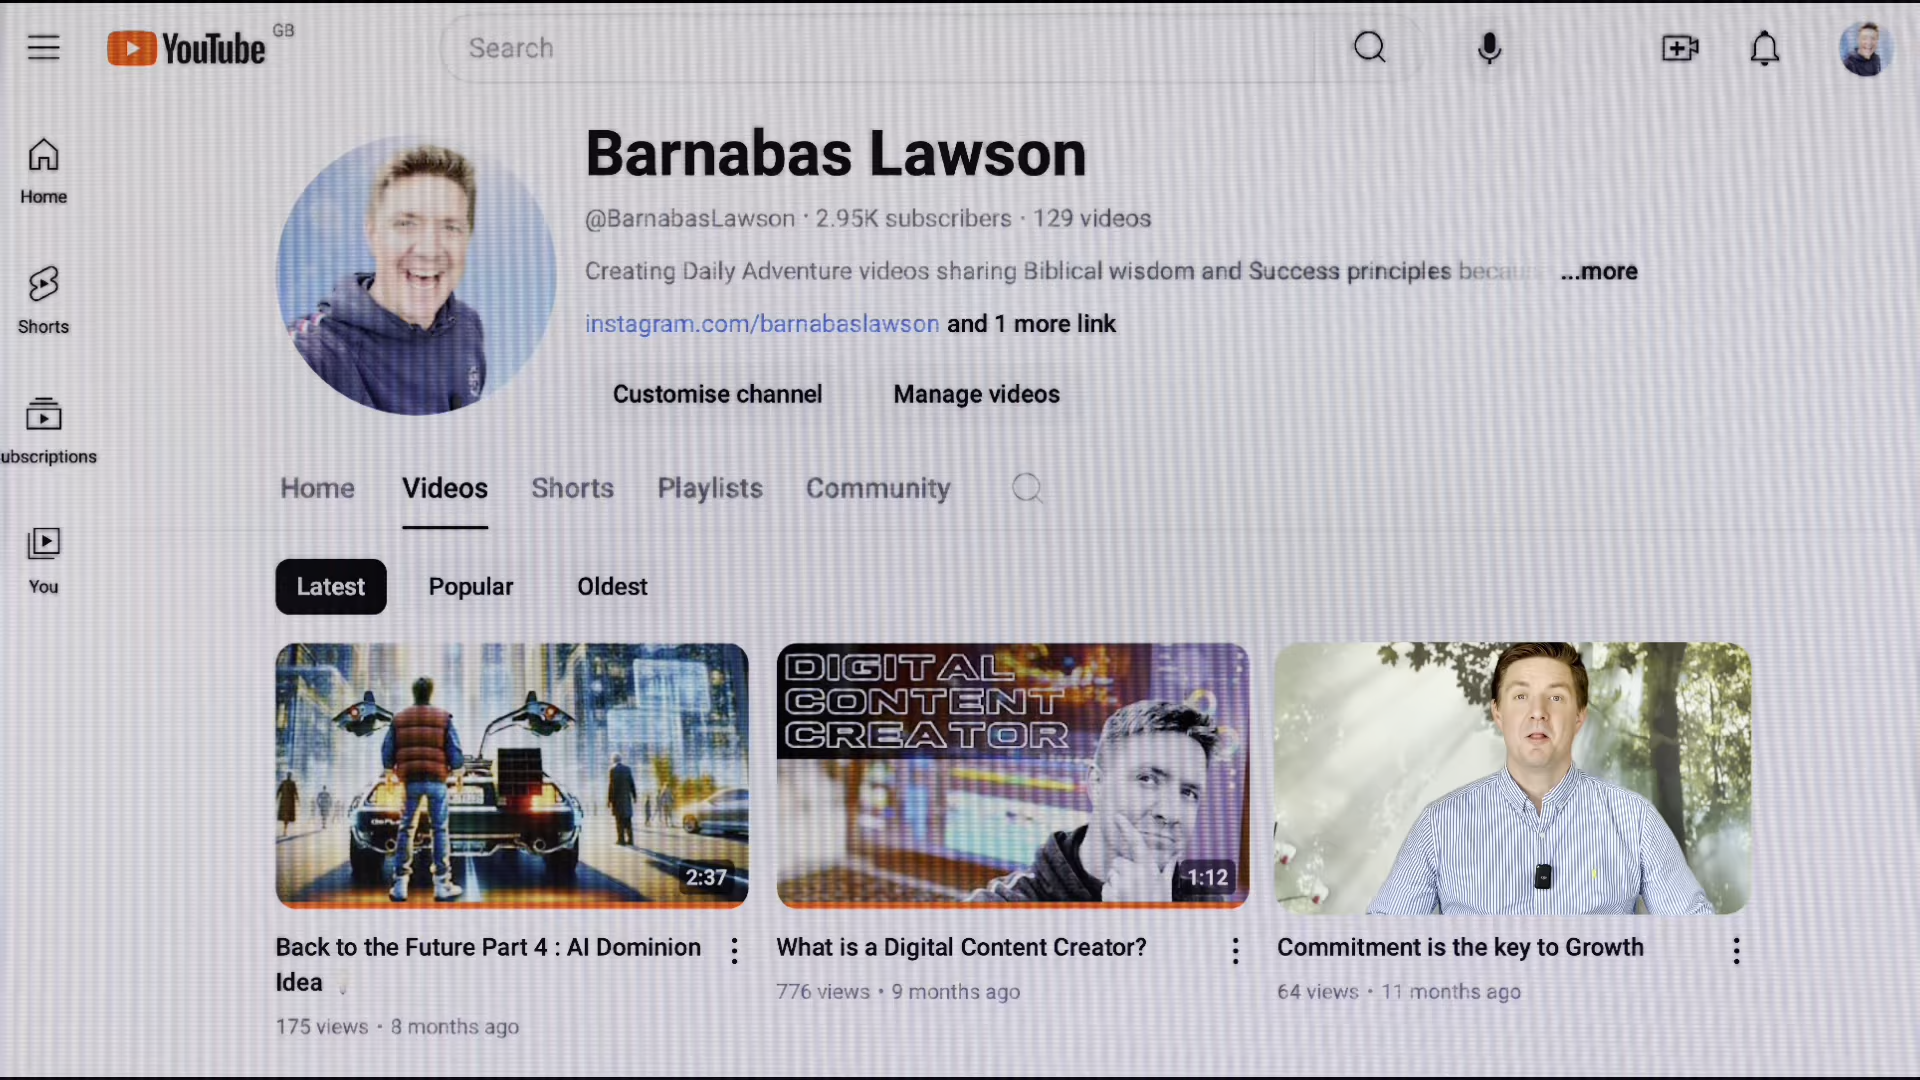 YouTube GB
Search
Home
Shorts
ubscriptions
You
Barnabas Lawson
@BarnabasLawson · 2.95K subscribers · 129 videos
Creating Daily Adventure videos sharing Biblical wisdom and Success principles ...more
instagram.com/barnabaslawson and 1 more link
Customise channel Manage videos
Home Videos Shorts Playlists Community
Latest Popular Oldest
2:37
DIGITAL
CONTENT
CREATOR
1:12
Back to the Future Part 4 : AI Dominion
Idea
175 views • 8 months ago
What is a Digital Content Creator?
776 views • 9 months ago
Commitment is the key to Growth
64 views • 11 months ago